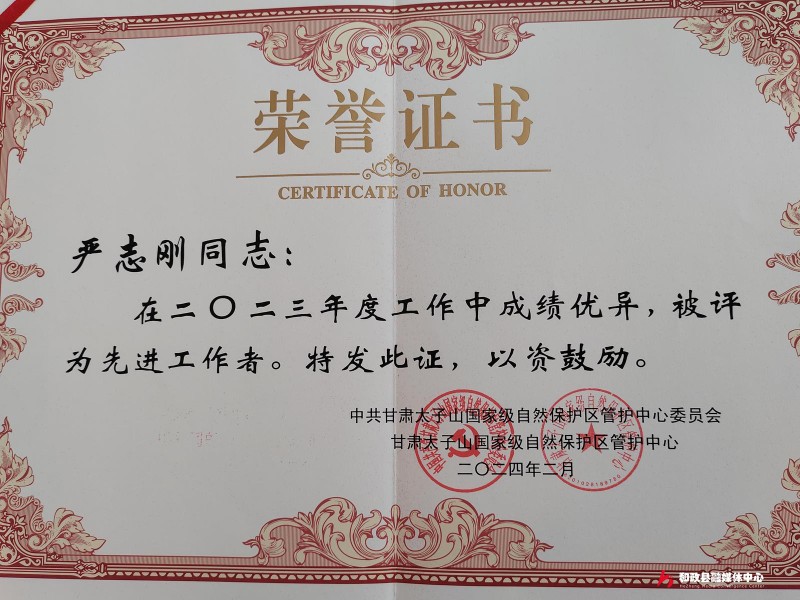 荣誉证书
CERTIFICATE OF HONOR
严志刚同志：
在二〇二三年度工作中成绩优异，被评
为先进工作者。特发此证，以资鼓励。
中共甘肃太子山国家级自然保护区管护中心委员会
甘肃太子山国家级自然保护区管护中心
二〇二四年二月
和政县融媒体中心